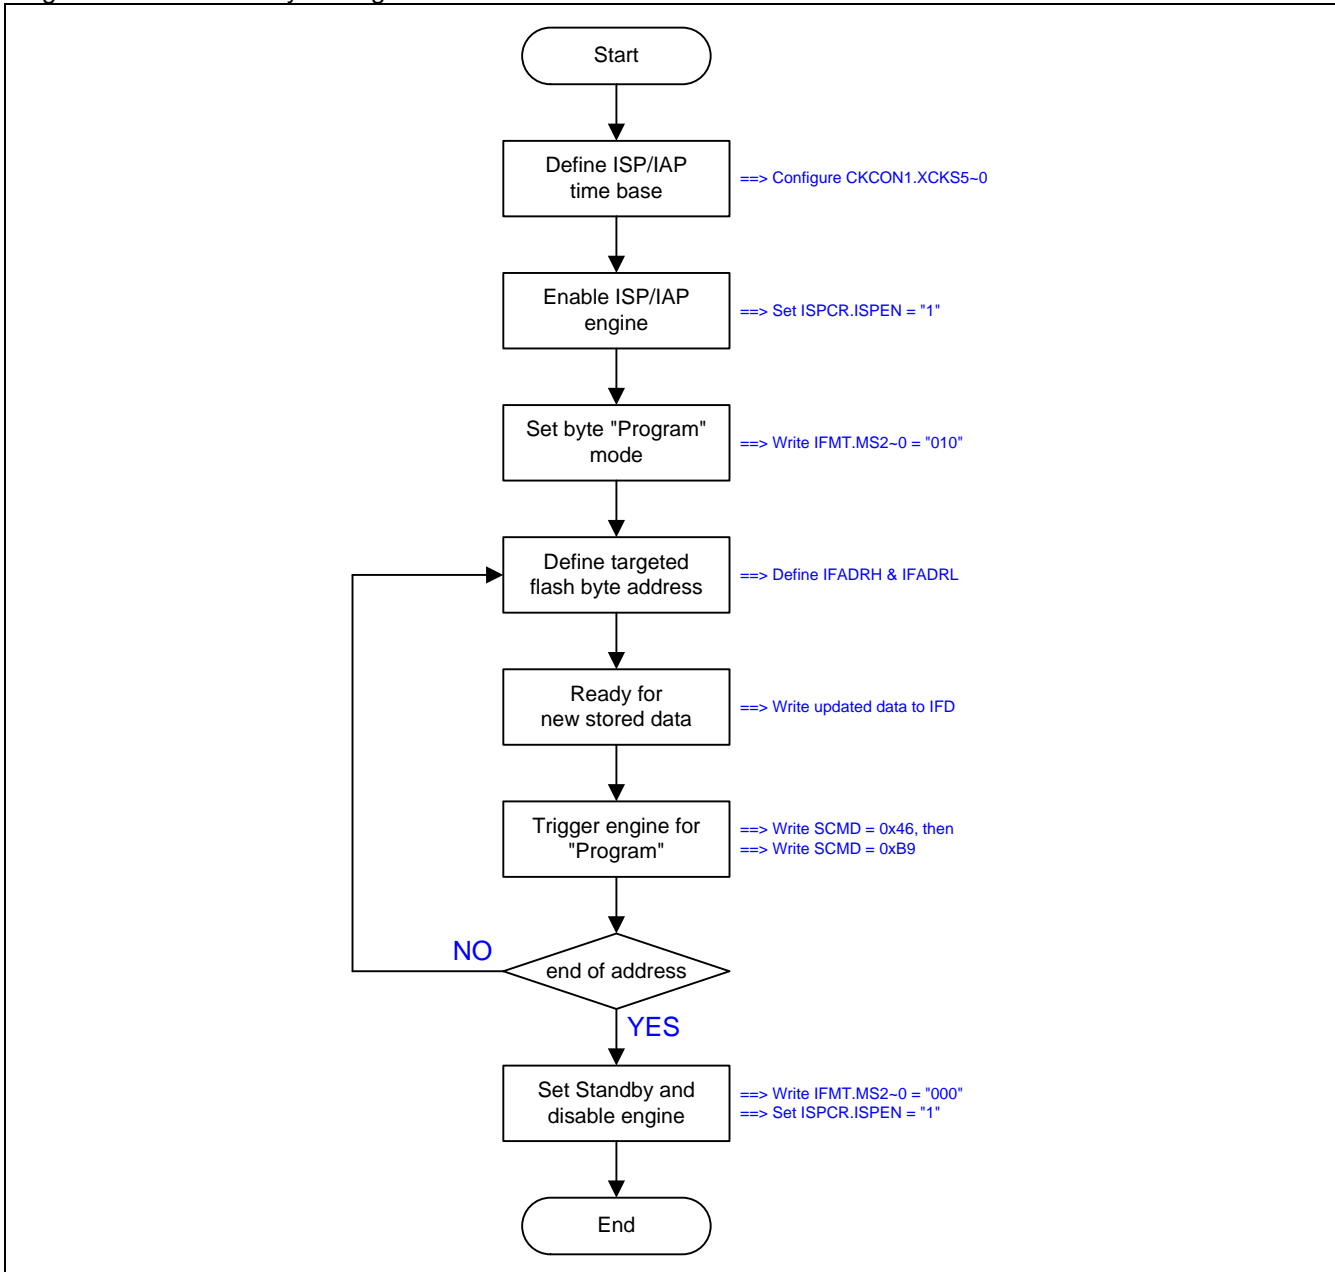 Start
Define ISP/IAP
time base
==> Configure CKCON1.XCKS5~0
Enable ISP/IAP
engine
==> Set ISPCR.ISPEN = "1"
Set byte "Program"
mode
==> Write IFMT.MS2~0 = "010"
Define targeted
flash byte address
==> Define IFADRH & IFADRL
Ready for
new stored data
==> Write updated data to IFD
Trigger engine for
"Program"
==> Write SCMD = 0x46, then
==> Write SCMD = 0xB9
end of address
NO
YES
Set Standby and
disable engine
==> Write IFMT.MS2~0 = "000"
==> Set ISPCR.ISPEN = "1"
End